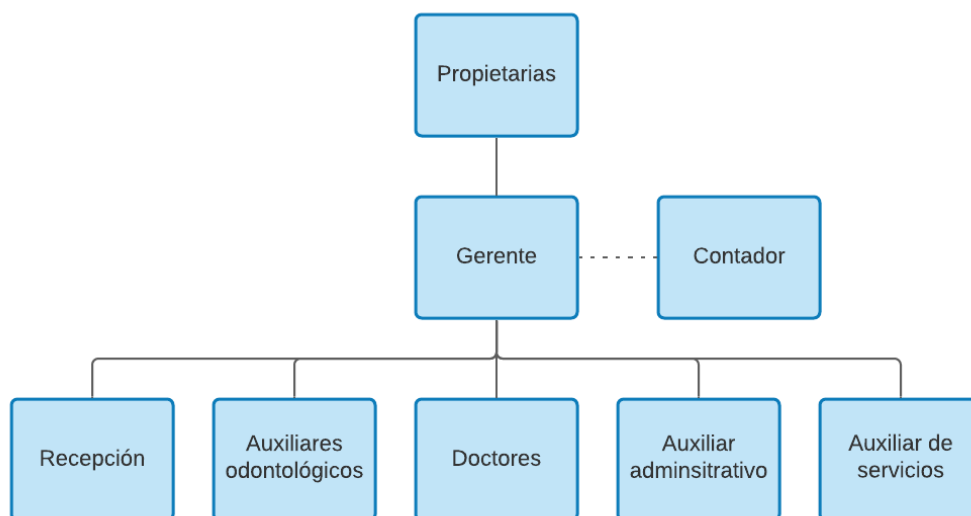 Propietarias
Gerente
Contador
Recepción
Auxiliares
odontológicos
Doctores
Auxiliar
adminsitrativo
Auxiliar de
servicios